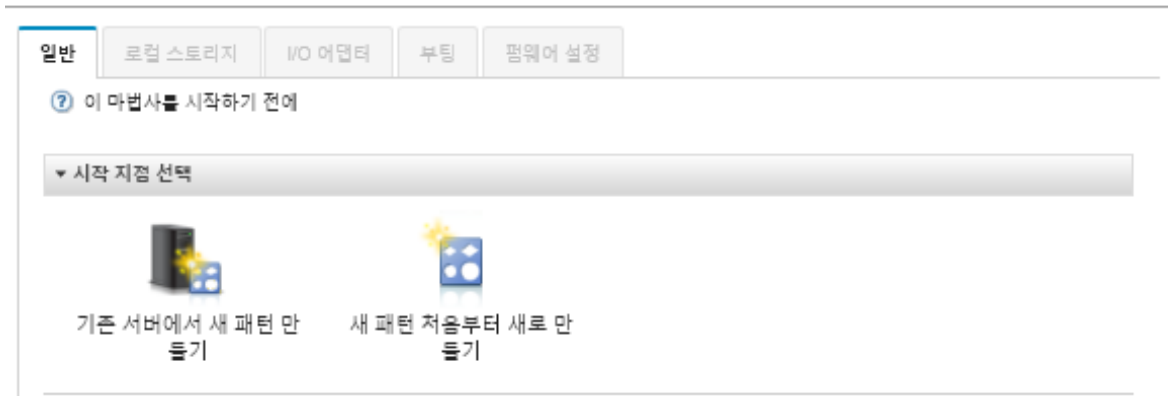 일반 로컬 스토리지 I/O 어댑터 부팅 펌웨어 설정
? 이 마법사를 시작하기 전에
▾ 시작 지점 선택
기존 서버에서 새 패턴 만 새 패턴 처음부터 새로 만
들기 들기